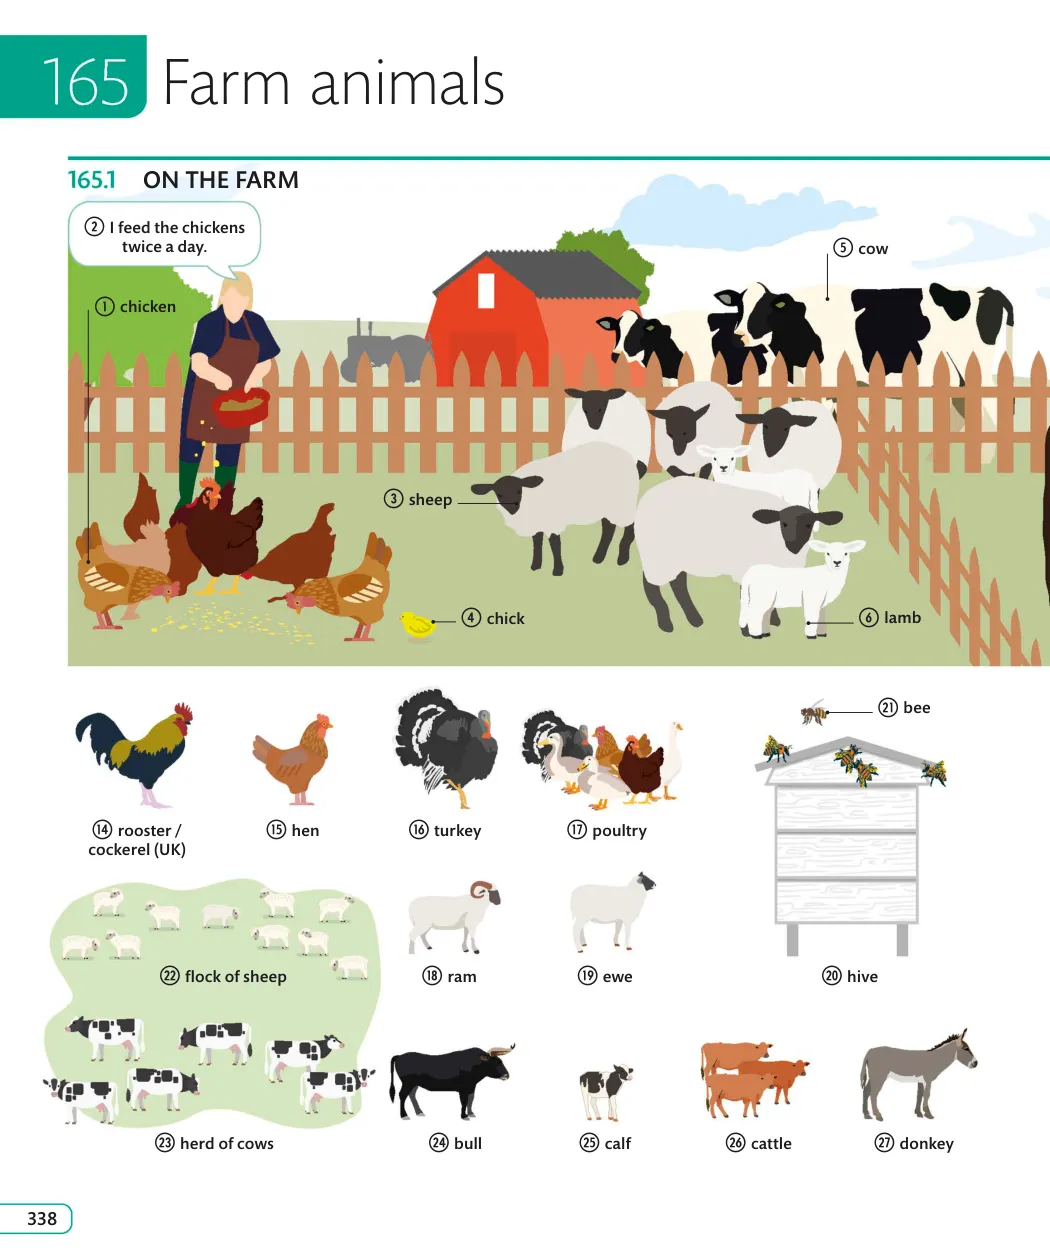 165 Farm animals
165.1 ON THE FARM
② I feed the chickens
twice a day.
① chicken
⑤ cow
③ sheep
④ chick
⑥ lamb
⑭ rooster /
cockerel (UK)
⑮ hen
⑯ turkey
⑰ poultry
㉑ bee
㉒ flock of sheep
⑱ ram
⑲ ewe
⑳ hive
㉓ herd of cows
㉔ bull
㉕ calf
㉖ cattle
㉗ donkey
338